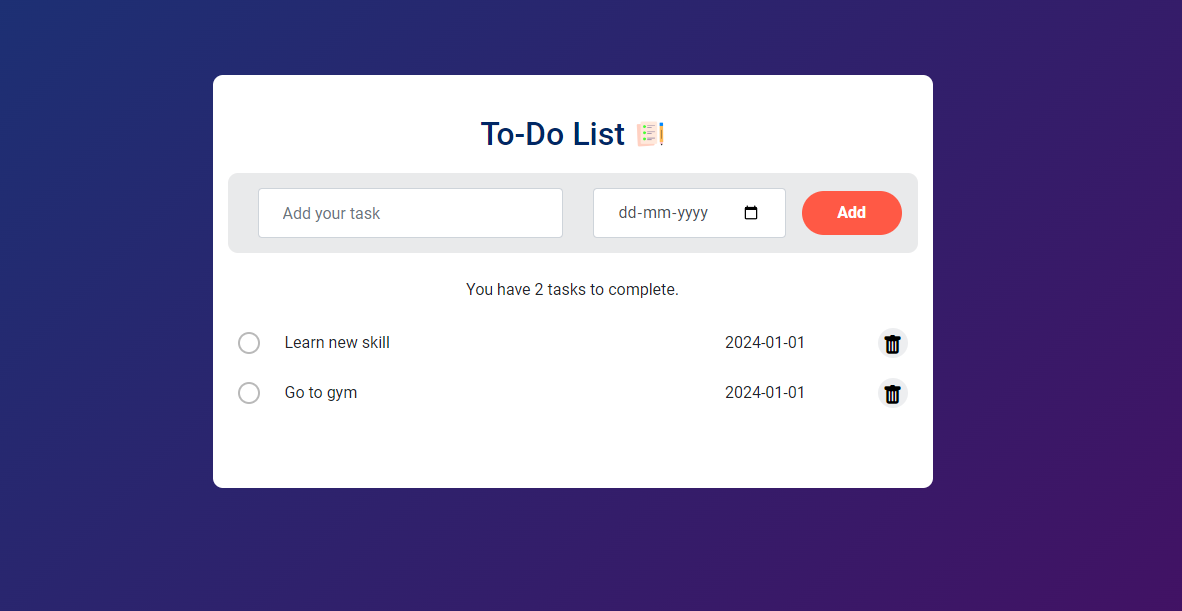 To-Do List
Add your task
dd-mm-yyyy
Add
You have 2 tasks to complete.
Learn new skill 2024-01-01
Go to gym 2024-01-01